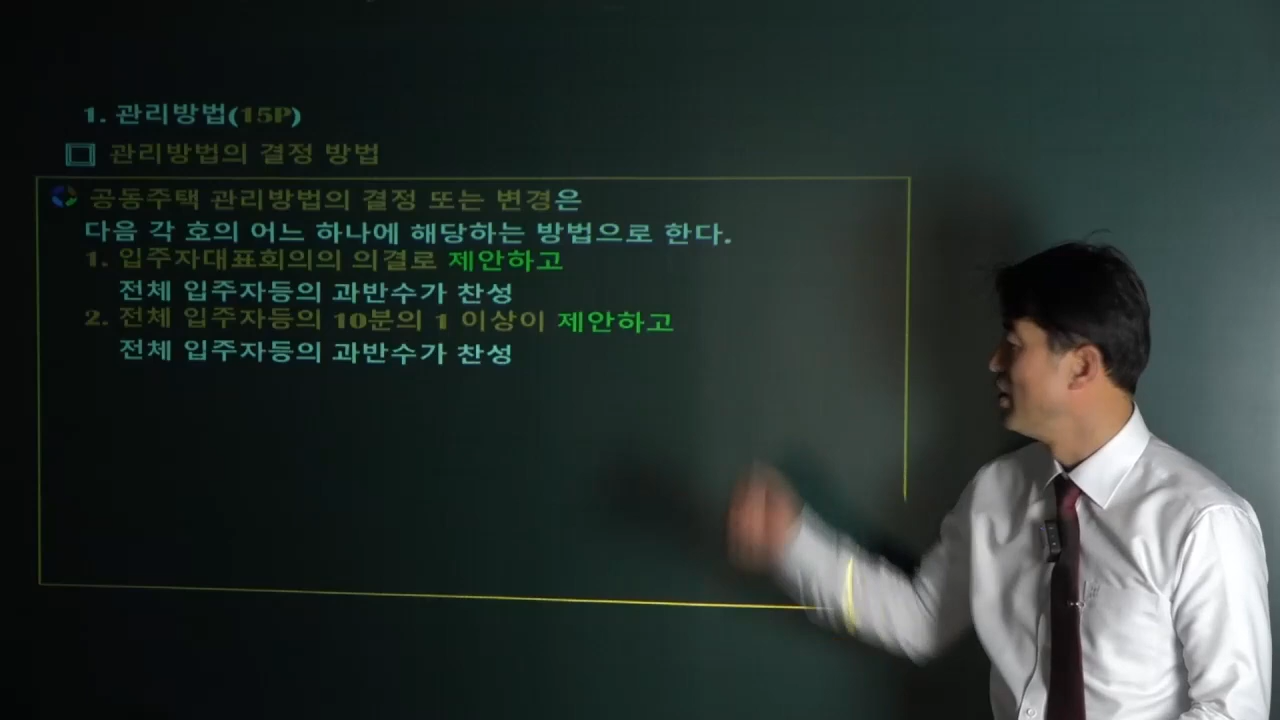 1. 관리방법(15P)
관리방법의 결정 방법
공동주택 관리방법의 결정 또는 변경은
다음 각 호의 어느 하나에 해당하는 방법으로 한다.
1. 입주자대표회의의 의결로 제안하고
전체 입주자등의 과반수가 찬성
2. 전체 입주자등의 10분의 1 이상이 제안하고
전체 입주자등의 과반수가 찬성